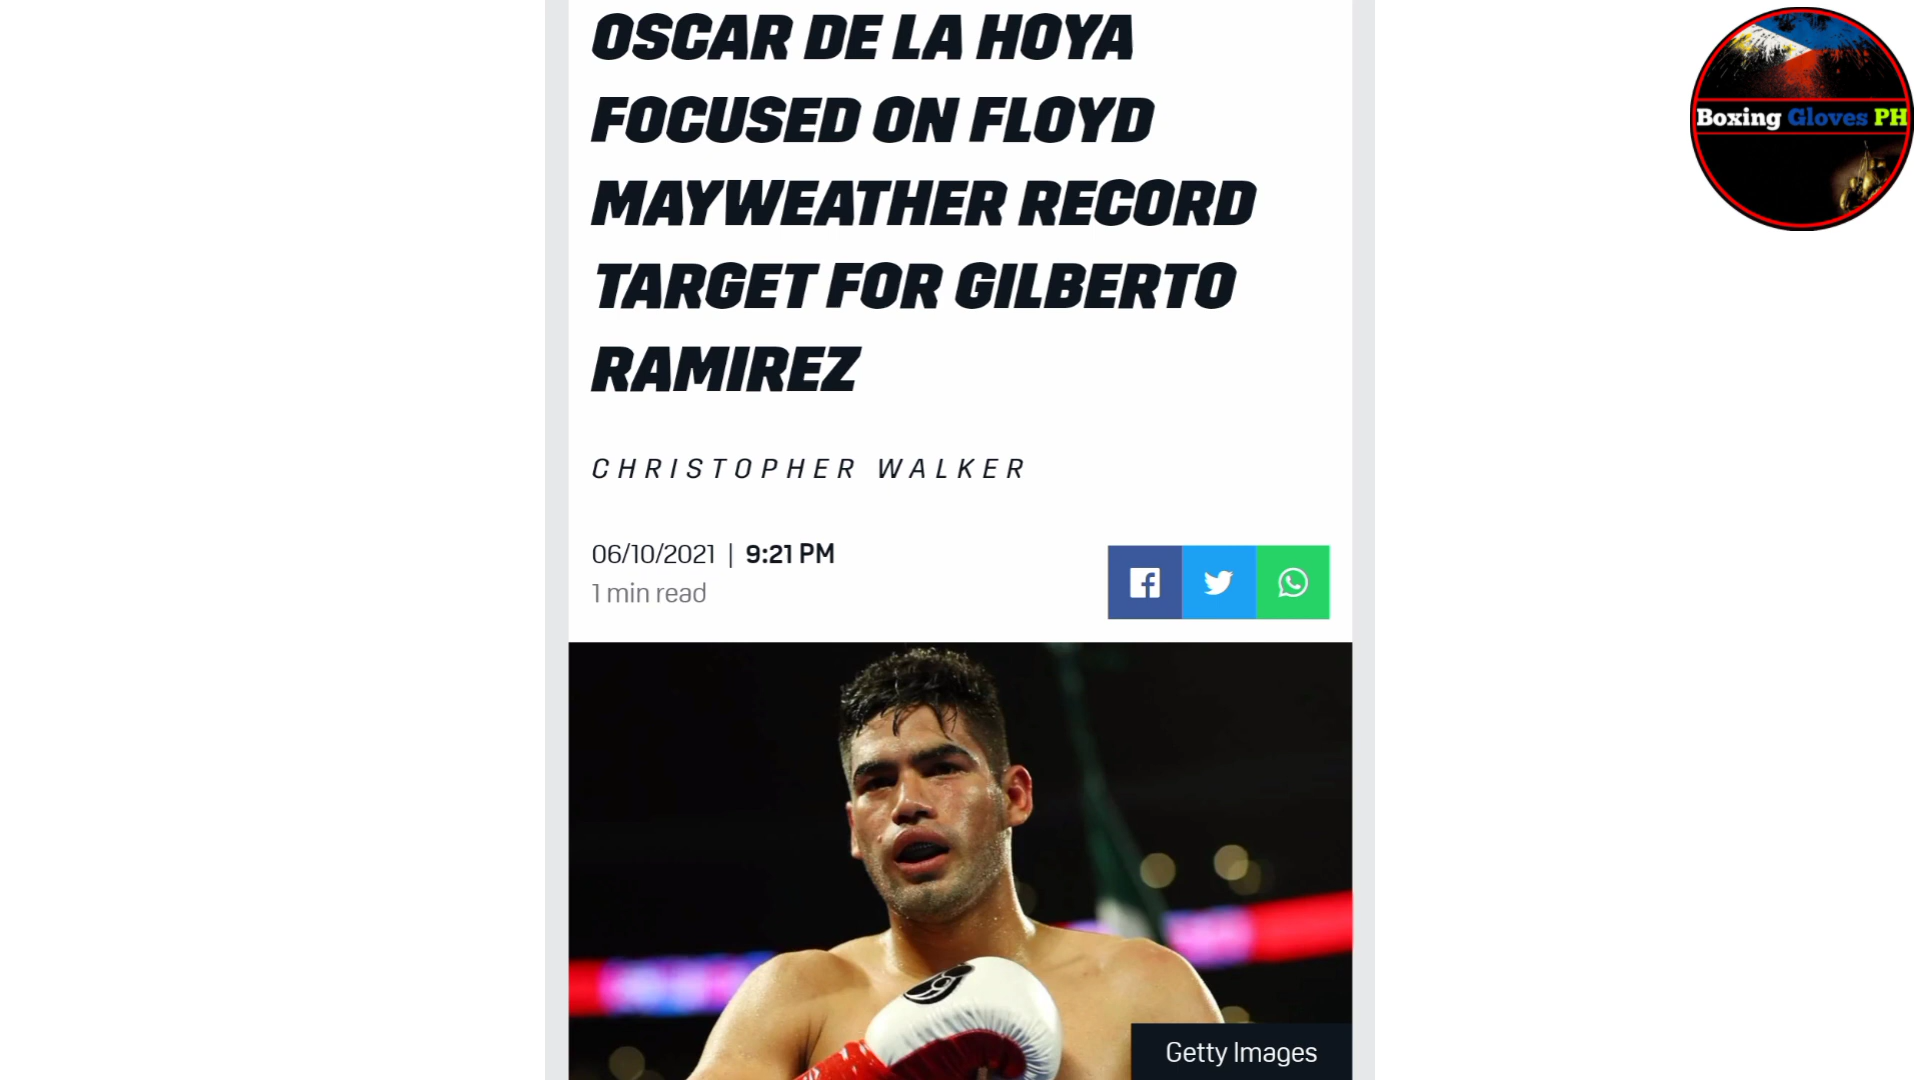 OSCAR DE LA HOYA
FOCUSED ON FLOYD
MAYWEATHER RECORD
TARGET FOR GILBERTO
RAMIREZ
CHRISTOPHER WALKER
06/10/2021 | 9:21 PM
1 min read
Getty Images
Boxing Gloves PH